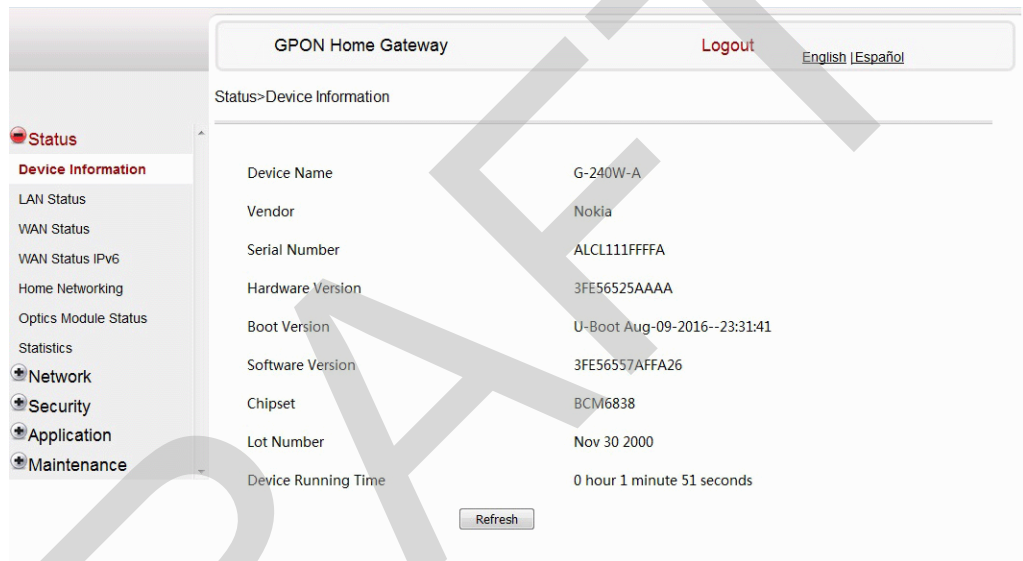 GPON Home Gateway
Logout
English | Español
Status>Device Information
Status
Device Information
LAN Status
WAN Status
WAN Status IPv6
Home Networking
Optics Module Status
Statistics
Network
Security
Application
Maintenance
Device Name G-240W-A
Vendor Nokia
Serial Number ALCL111FFFFA
Hardware Version 3FE56525AAAA
Boot Version U-Boot Aug-09-2016--23:31:41
Software Version 3FE56557AFFA26
Chipset BCM6838
Lot Number Nov 30 2000
Device Running Time 0 hour 1 minute 51 seconds
Refresh